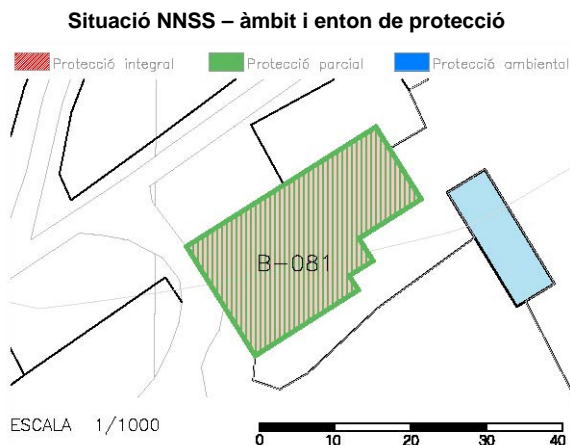 Situació NNSS – àmbit i enton de protecció
Protecció integral Protecció parcial Protecció ambiental
B-081
ESCALA 1/1000
0 10 20 30 40